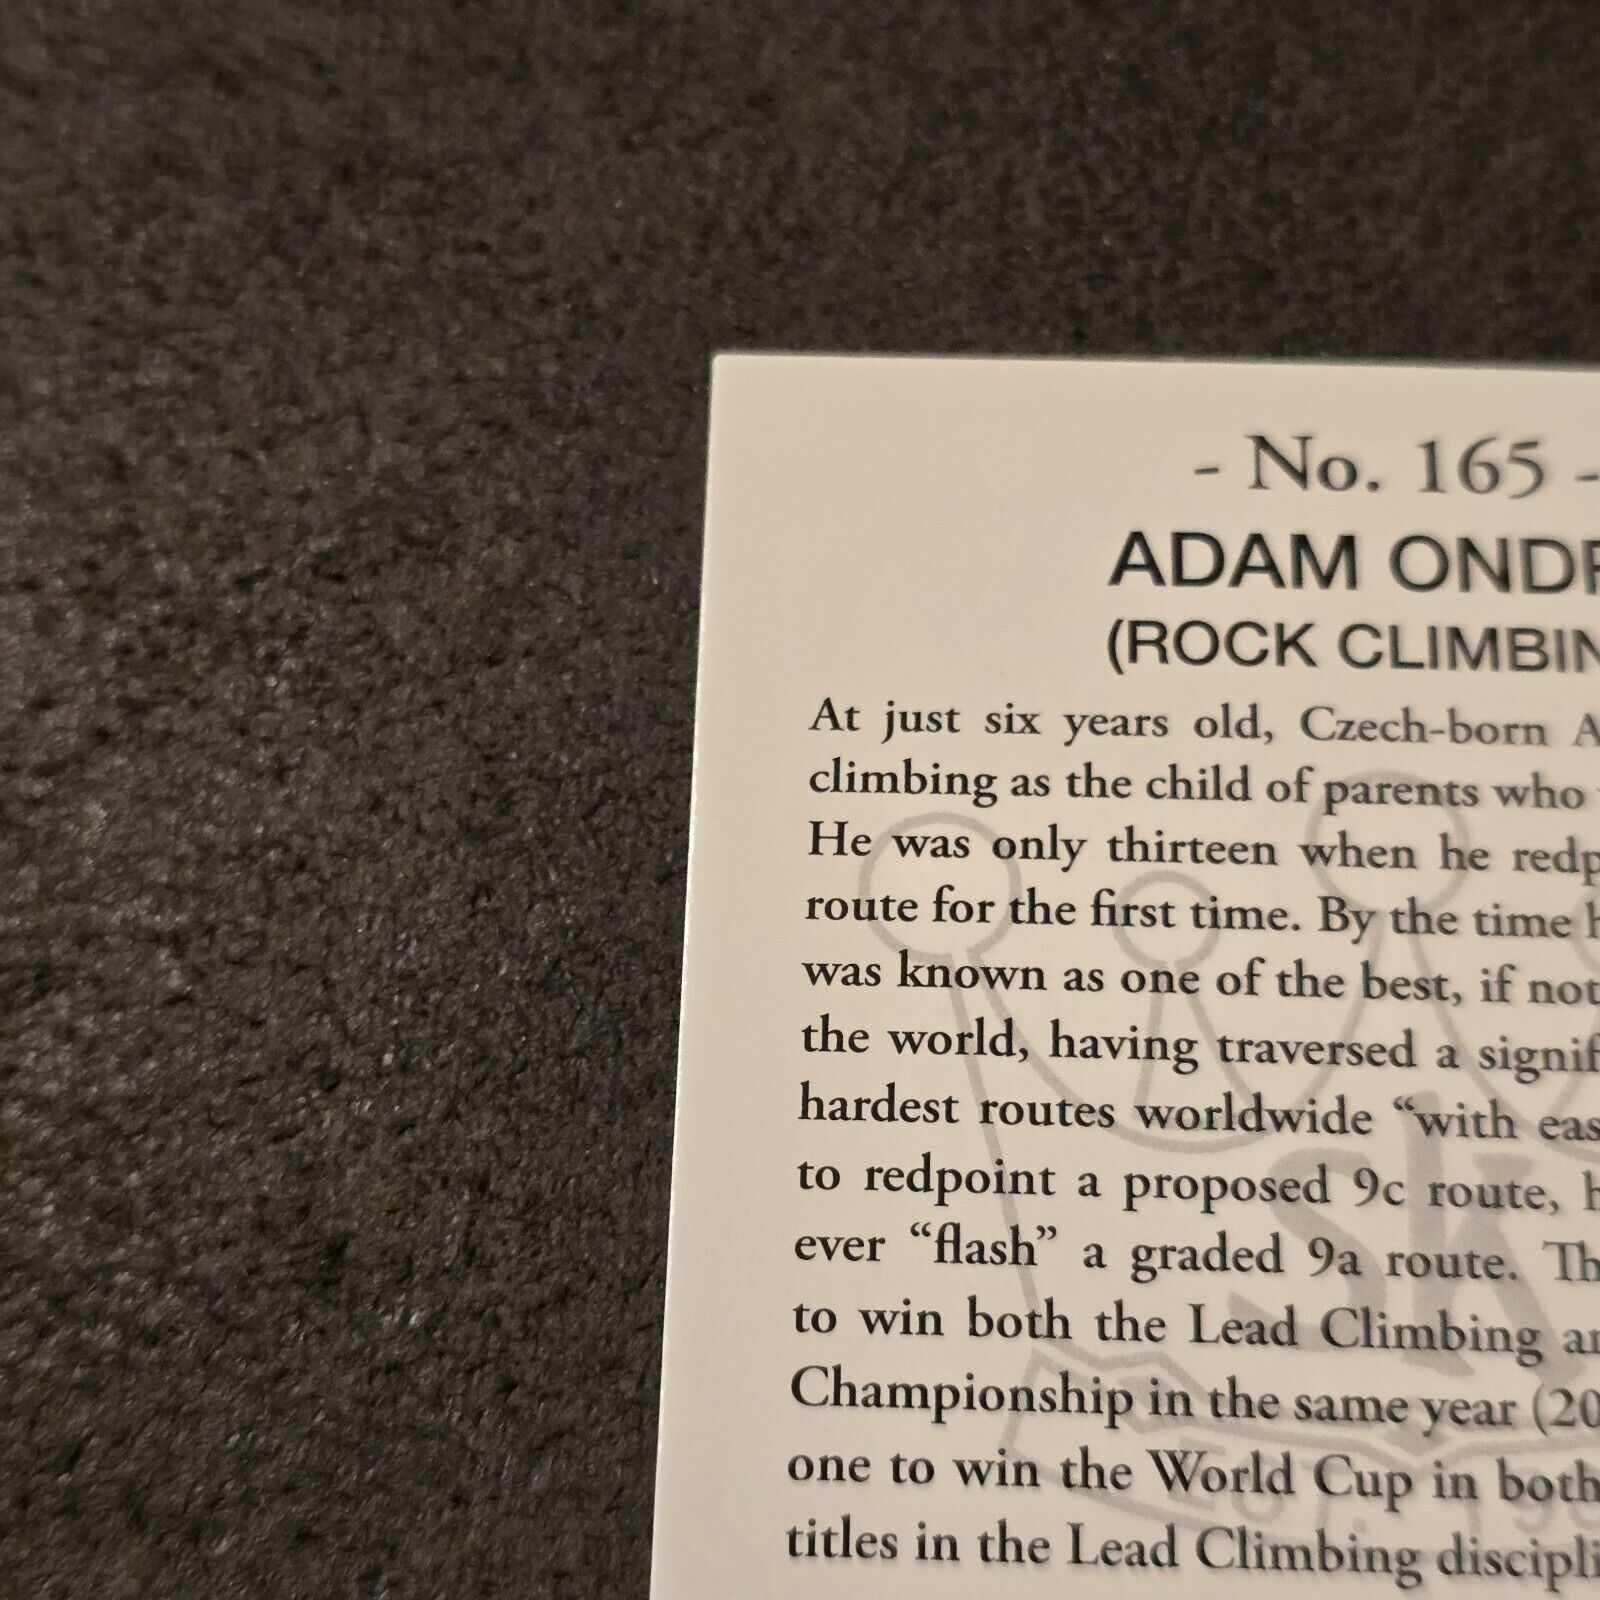 - No. 165 -
ADAM ONDR
(ROCK CLIMBIN
At just six years old, Czech-born A
climbing as the child of parents who
He was only thirteen when he redp
route for the first time. By the time h
was known as one of the best, if not
the world, having traversed a signif
hardest routes worldwide “with eas
to redpoint a proposed 9c route, h
ever “flash” a graded 9a route. Th
to win both the Lead Climbing an
Championship in the same year (20
one to win the World Cup in both
titles in the Lead Climbing discipli
SK
EST. 198